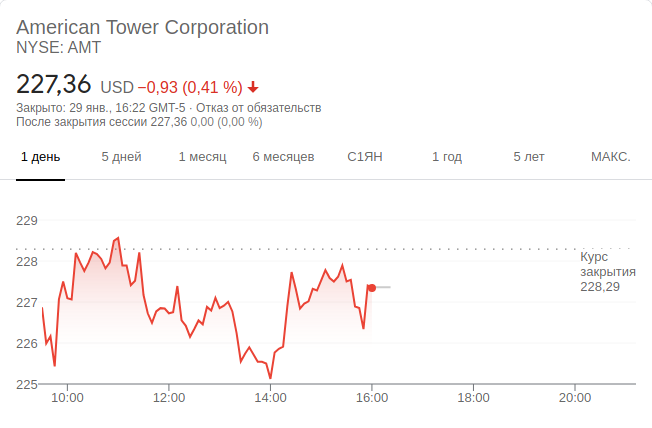 American Tower Corporation
NYSE: AMT
227,36 USD −0,93 (0,41 %)
Закрыто: 29 янв., 16:22 GMT-5 · Отказ от обязательств
После закрытия сессии 227,36 0,00 (0,00 %)
1 день 5 дней 1 месяц 6 месяцев С1ЯН 1 год 5 лет МАКС.
229
228
227
226
225
Курс
закрытия
228,29
10:00 12:00 14:00 16:00 18:00 20:00